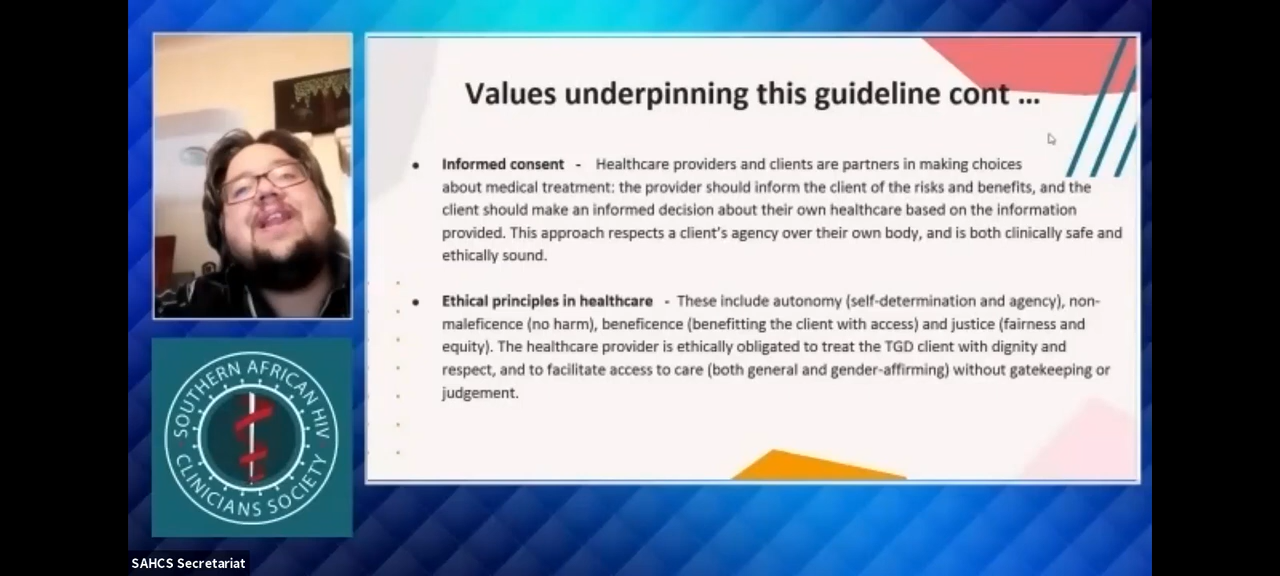 Values underpinning this guideline cont ...
• Informed consent - Healthcare providers and clients are partners in making choices
about medical treatment: the provider should inform the client of the risks and benefits, and the
client should make an informed decision about their own healthcare based on the information
provided. This approach respects a client's agency over their own body, and is both clinically safe and
ethically sound.
• Ethical principles in healthcare - These include autonomy (self-determination and agency), non-
maleficence (no harm), beneficence (benefitting the client with access) and justice (fairness and
equity). The healthcare provider is ethically obligated to treat the TGD client with dignity and
respect, and to facilitate access to care (both general and gender-affirming) without gatekeeping or
judgement.
SOUTHERN AFRICAN HIV
CLINICIANS SOCIETY
SAHCS Secretariat